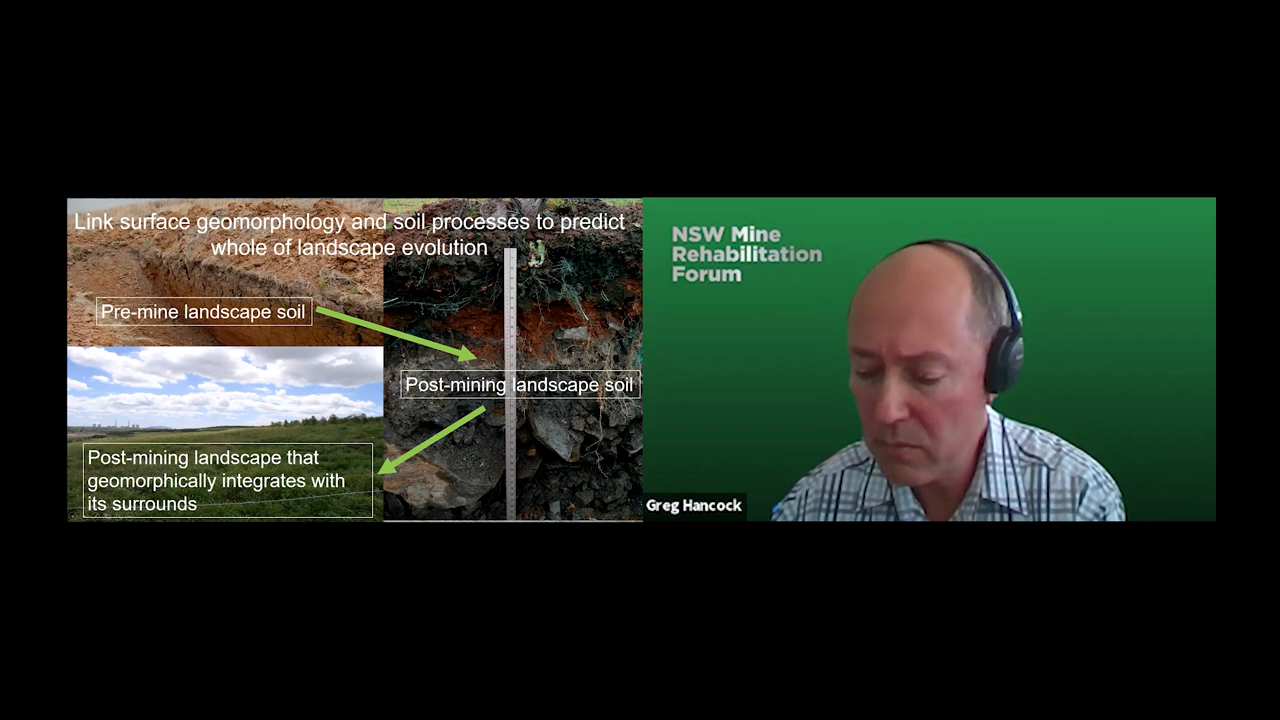 Link surface geomorphology and soil processes to predict
whole of landscape evolution
Pre-mine landscape soil
Post-mining landscape soil
Post-mining landscape that
geomorphically integrates with
its surrounds
NSW Mine
Rehabilitation
Forum
Greg Hancock